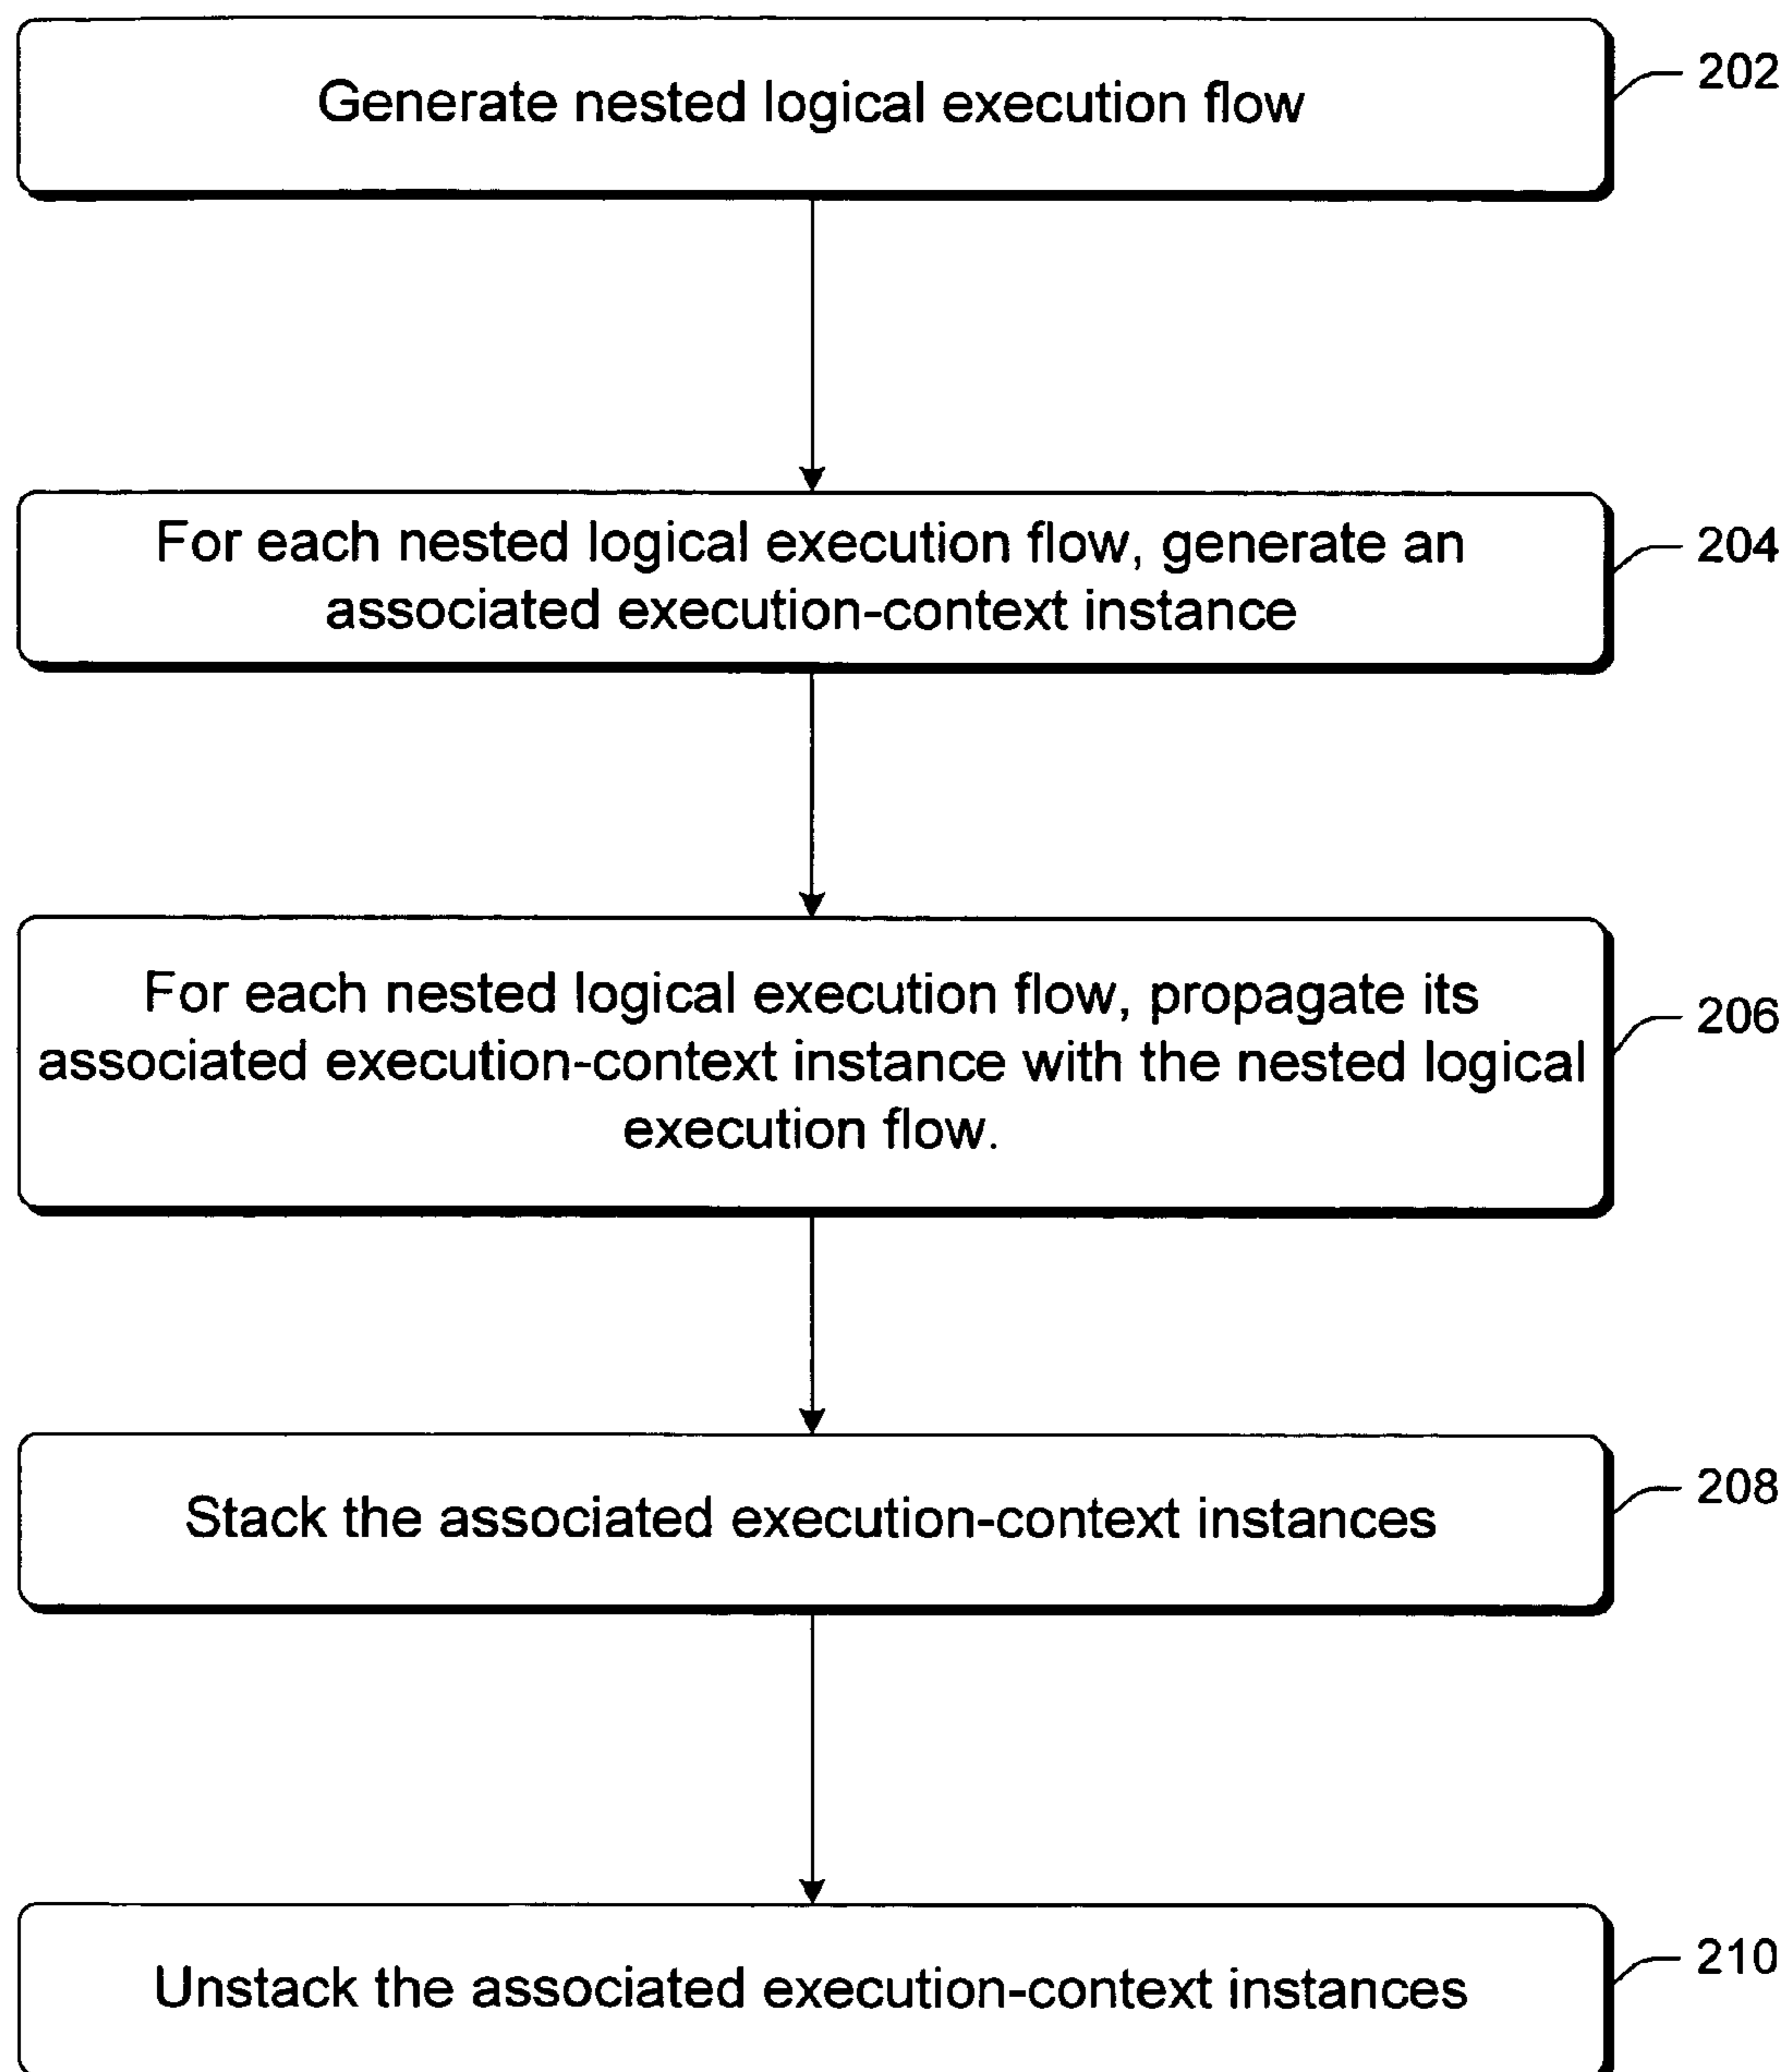 Generate nested logical execution flow
202
For each nested logical execution flow, generate an
associated execution-context instance
204
For each nested logical execution flow, propagate its
associated execution-context instance with the nested logical
execution flow.
206
Stack the associated execution-context instances
208
Unstack the associated execution-context instances
210